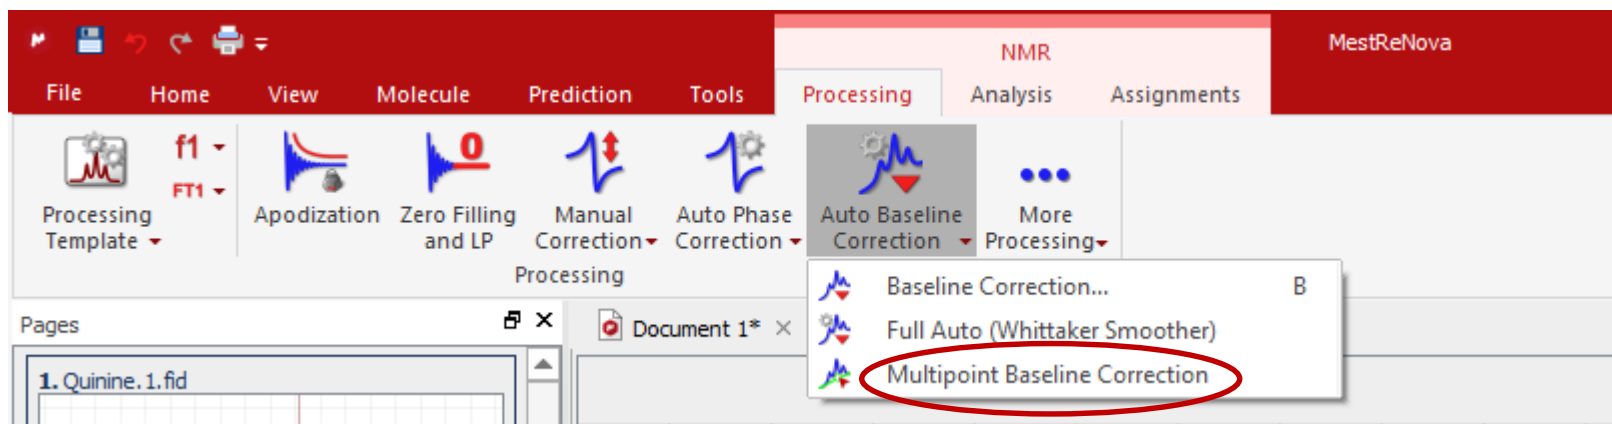 NMR
MestReNova
File Home View Molecule Prediction Tools Processing Analysis Assignments
f1
FT1
0
Processing Template
Apodization
Zero Filling and LP
Manual Correction
Auto Phase Correction
Auto Baseline Correction
More Processing
Processing
Baseline Correction... B
Full Auto (Whittaker Smoother)
Multipoint Baseline Correction
Pages
Document 1*
1. Quinine.1.fid